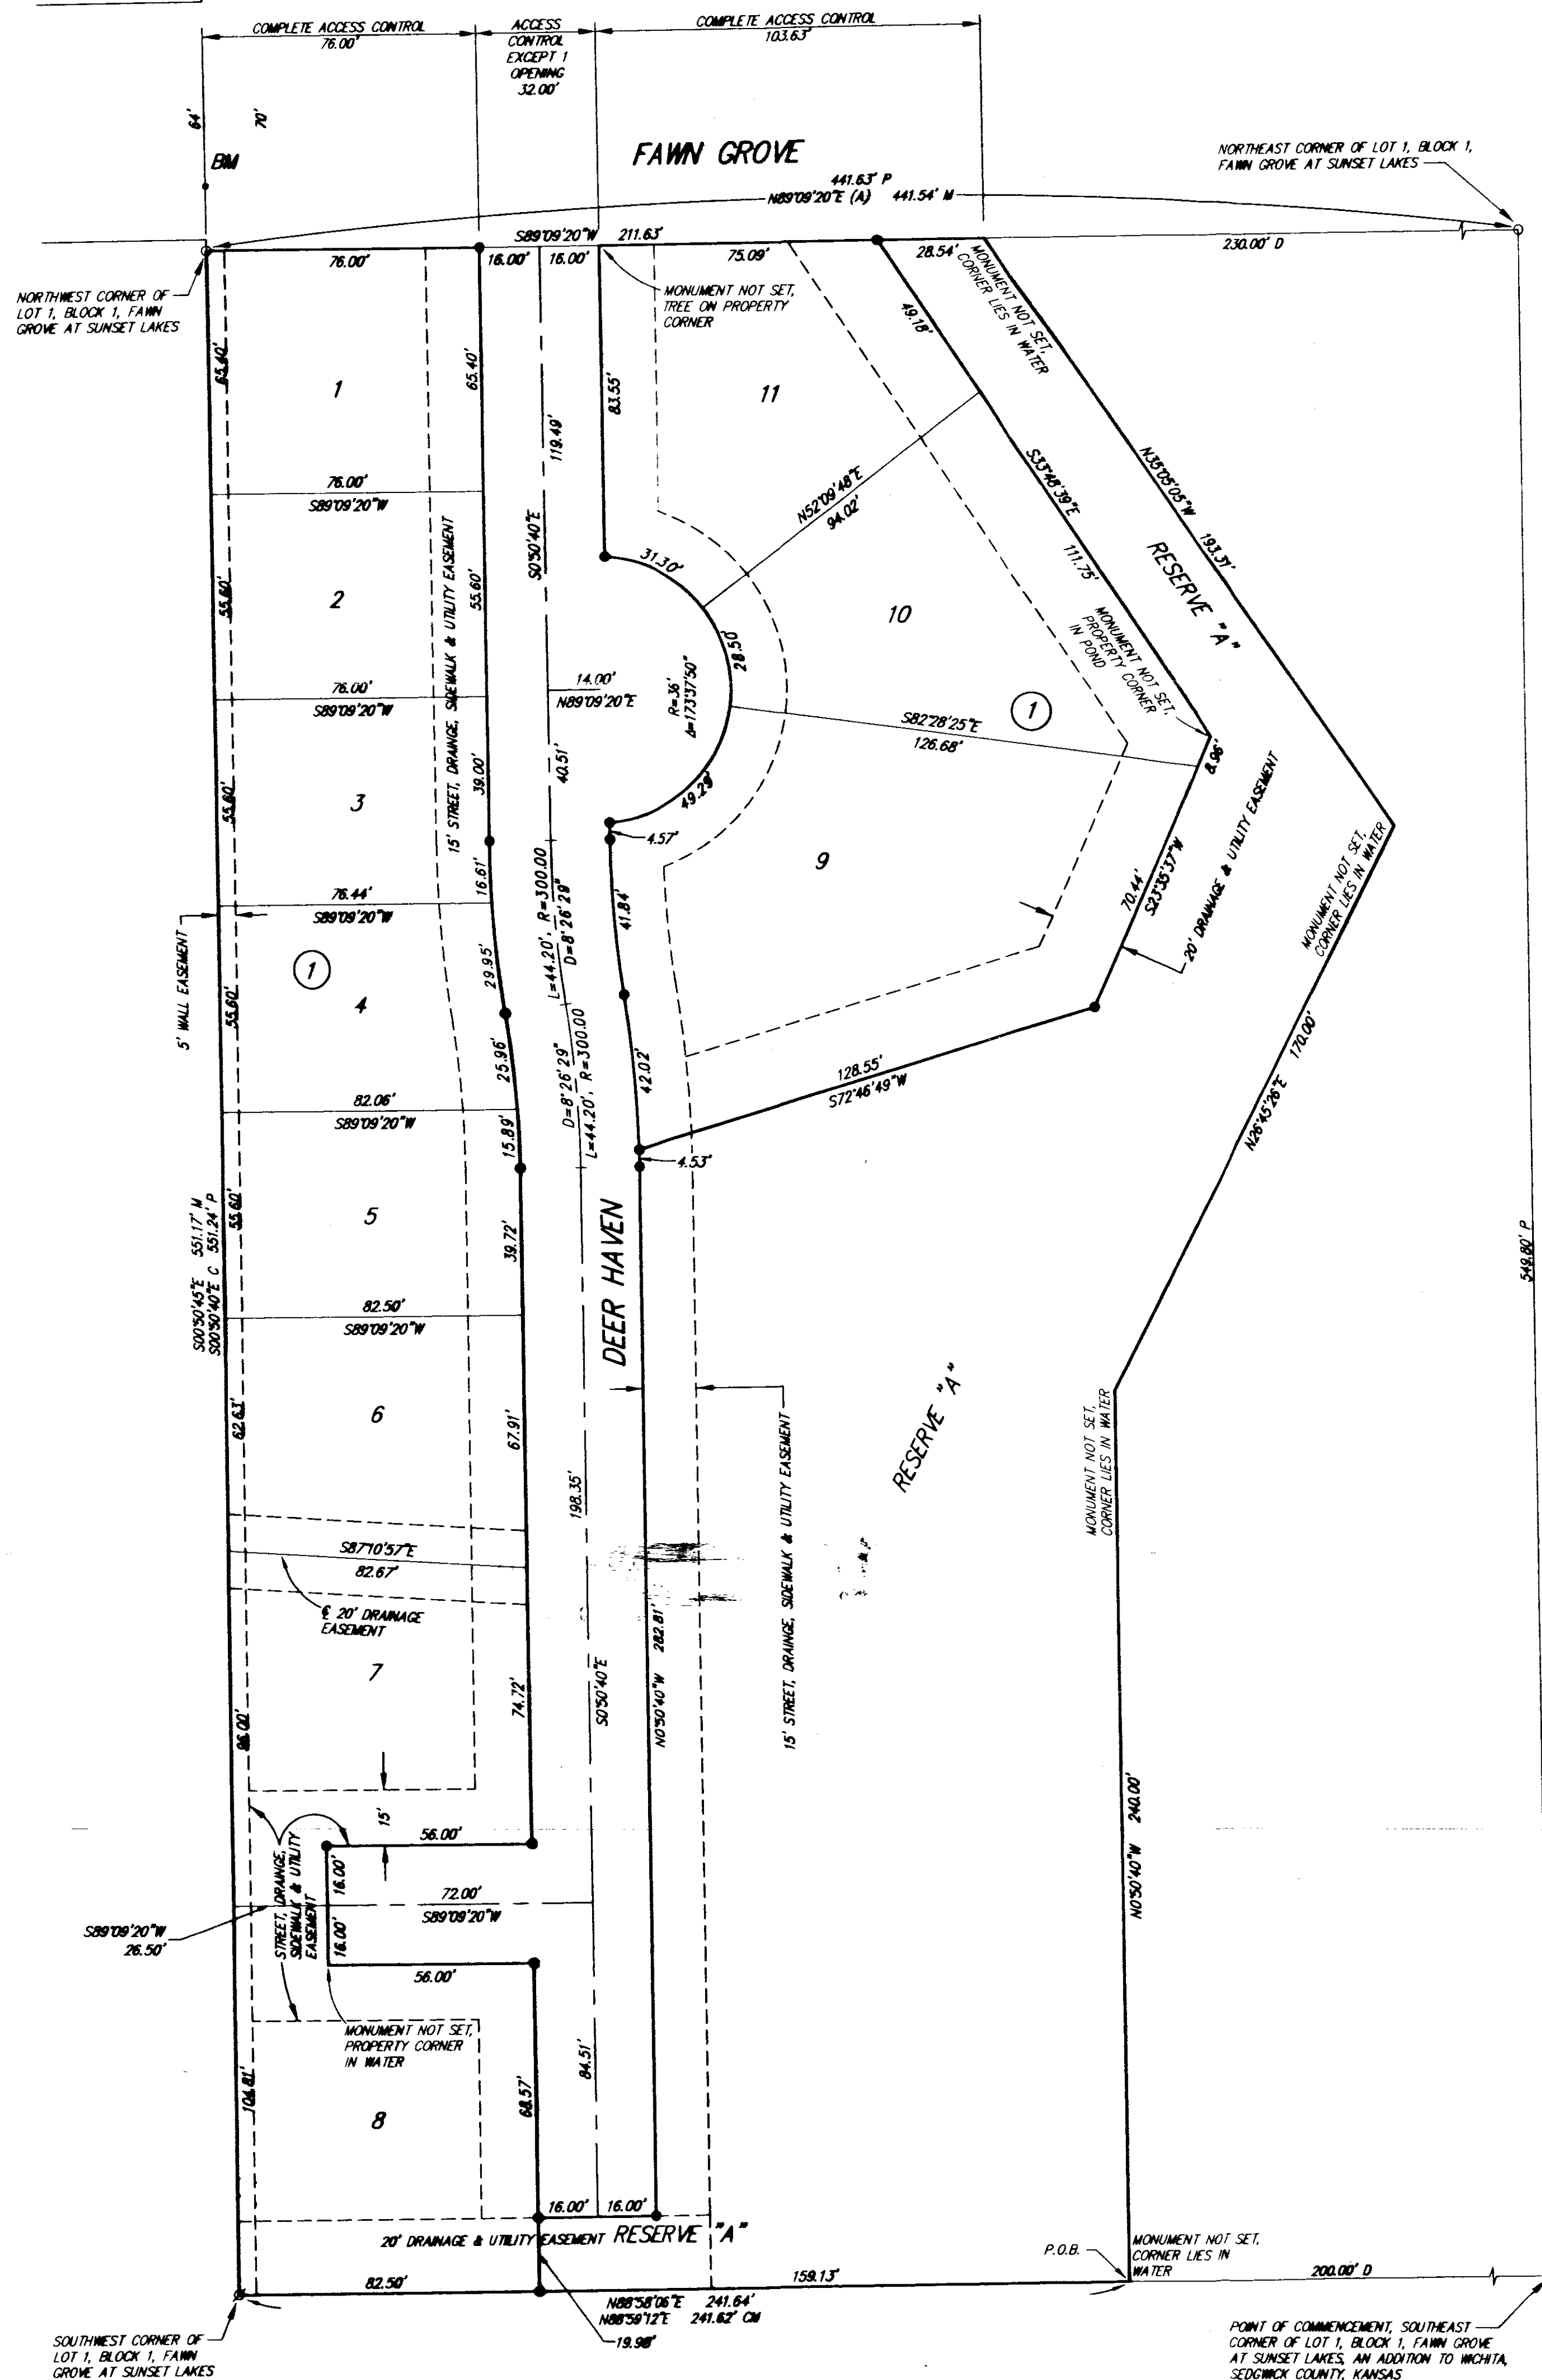 COMPLETE ACCESS CONTROL
76.00'
ACCESS
CONTROL
EXCEPT 1
OPENING
32.00'
COMPLETE ACCESS CONTROL
103.63'
64'
70'
BM
FAWN GROVE
NORTHEAST CORNER OF LOT 1, BLOCK 1,
FAWN GROVE AT SUNSET LAKES
441.63' P
N89°09'20"E (A) 441.54' M
S89°09'20"W 211.63'
76.00'
16.00'
16.00'
75.09'
28.54'
230.00' D
NORTHWEST CORNER OF
LOT 1, BLOCK 1, FAWN
GROVE AT SUNSET LAKES
MONUMENT NOT SET,
TREE ON PROPERTY
CORNER
MONUMENT NOT SET,
CORNER LIES IN WATER
65.40'
1
65.40'
119.49'
83.55'
11
49.18'
76.00'
S89°09'20"W
15' STREET, DRAINGE, SIDEWALK & UTILITY EASEMENT
S0°50'40"E
N52°09'48"E
94.02'
S33°48'39"E
111.75'
N35°05'05"W
193.31'
RESERVE "A"
55.60'
2
55.60'
31.30'
28.50'
10
MONUMENT NOT SET,
PROPERTY CORNER
IN POND
76.00'
S89°09'20"W
14.00'
N89°09'20"E
R=36'
Δ=173°37'50"
S82°28'25"E
126.68'
1
8.96'
55.60'
3
39.00'
40.51'
49.29'
4.57'
9
70.44'
S23°35'37"W
20' DRAINAGE & UTILITY EASEMENT
MONUMENT NOT SET,
CORNER LIES IN WATER
76.44'
S89°09'20"W
16.61'
L=44.20', R=300.00
D=8°26'29"
41.84'
5' WALL EASEMENT
1
55.60'
4
29.95'
25.96'
D=8°26'29"
L=44.20', R=300.00
42.02'
128.55'
S72°46'49"W
N26°45'26"E 170.00'
82.06'
S89°09'20"W
15.89'
4.53'
S00°50'45"E 551.17' M
S00°50'40"E C 551.24' P
55.60'
5
39.72'
DEER HAVEN
549.80' P
82.50'
S89°09'20"W
62.63'
6
67.91'
198.35'
15' STREET, DRAINGE, SIDEWALK & UTILITY EASEMENT
RESERVE "A"
MONUMENT NOT SET,
CORNER LIES IN WATER
S87°10'57"E
82.67'
℄ 20' DRAINAGE
EASEMENT
7
96.00'
74.72'
S0°50'40"E
N0°50'40"W 282.81'
N0°50'40"W 240.00'
15'
56.00'
STREET, DRAINGE,
SIDEWALK & UTILITY
EASEMENT
16.00'
16.00'
72.00'
S89°09'20"W
S89°09'20"W
26.50'
56.00'
MONUMENT NOT SET,
PROPERTY CORNER
IN WATER
104.81'
8
68.57'
84.51'
16.00'
16.00'
20' DRAINAGE & UTILITY EASEMENT RESERVE "A"
P.O.B.
MONUMENT NOT SET,
CORNER LIES IN
WATER
200.00' D
82.50'
159.13'
N88°58'06"E 241.64'
N88°59'12"E 241.62' CM
19.98'
SOUTHWEST CORNER OF
LOT 1, BLOCK 1, FAWN
GROVE AT SUNSET LAKES
POINT OF COMMENCEMENT, SOUTHEAST
CORNER OF LOT 1, BLOCK 1, FAWN GROVE
AT SUNSET LAKES, AN ADDITION TO WICHITA,
SEDGWICK COUNTY, KANSAS